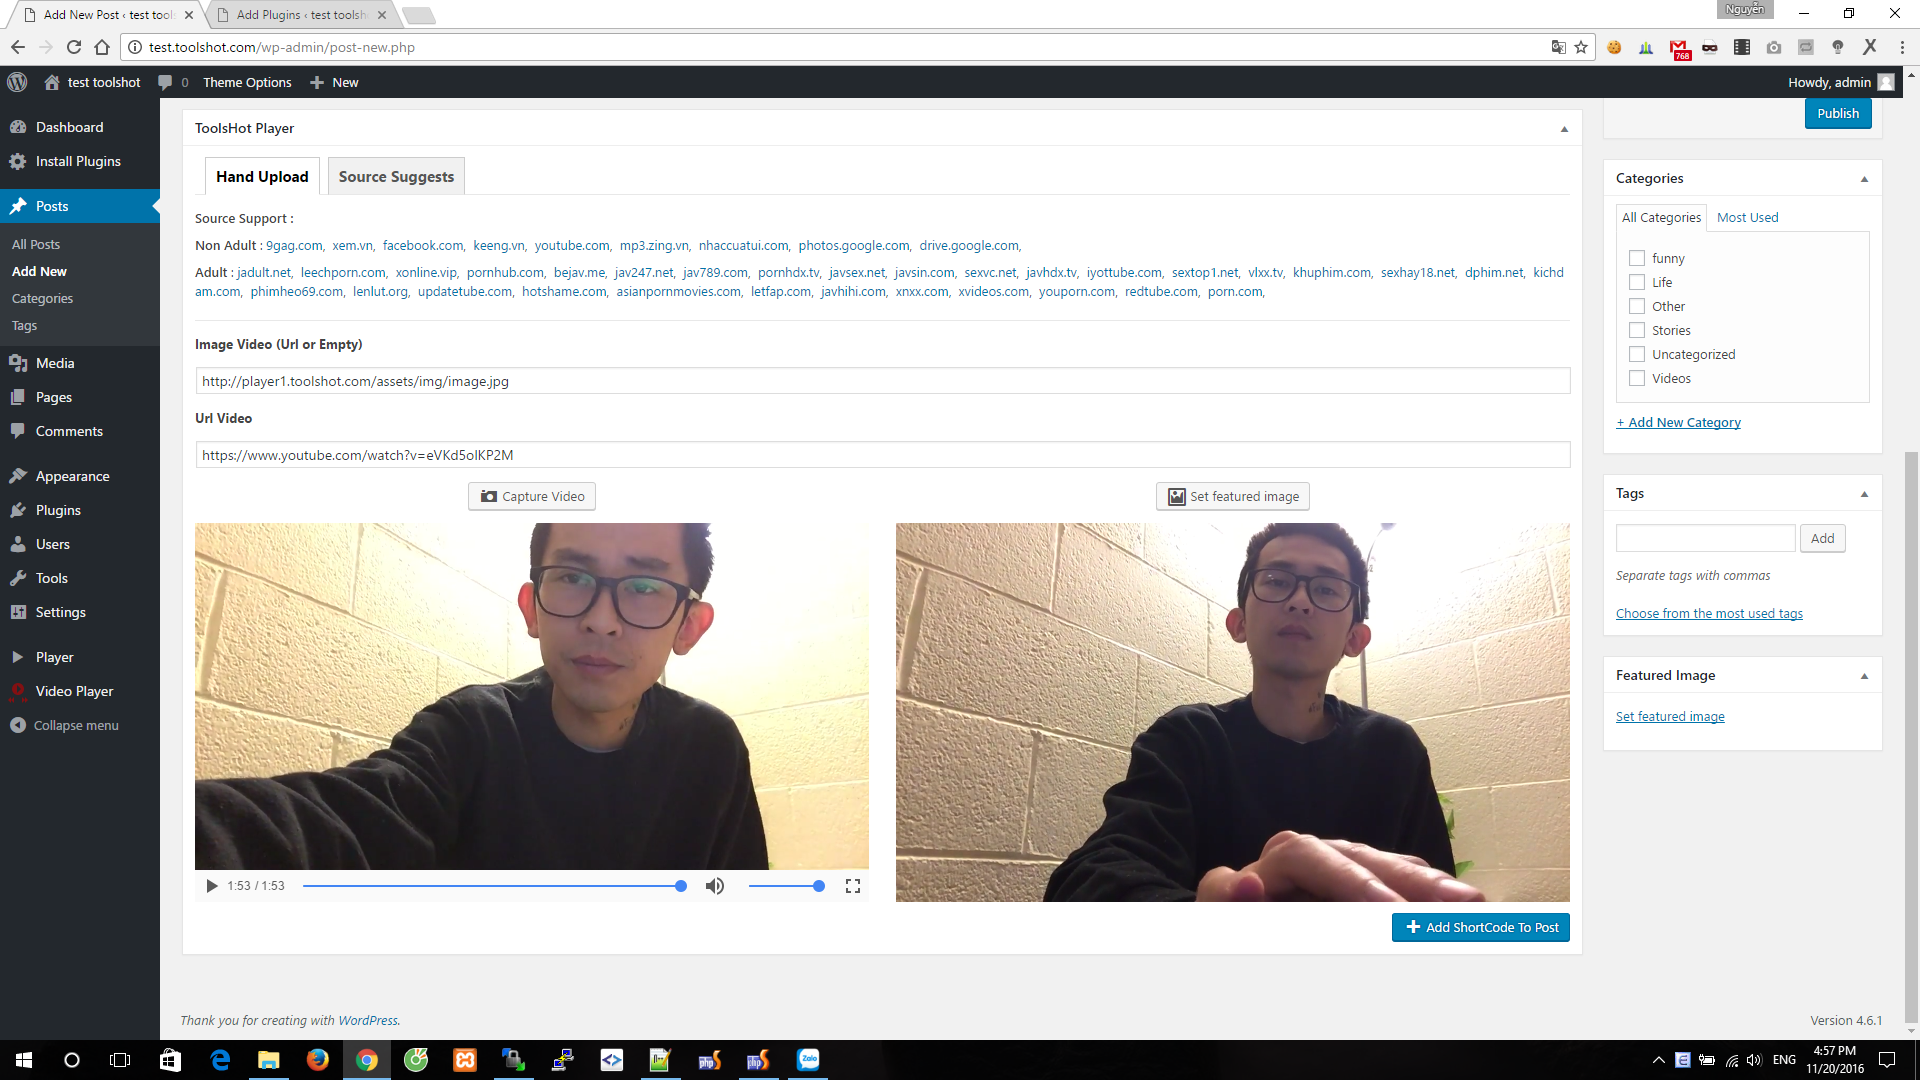 Add New Post ‹ test tools
Add Plugins ‹ test toolsh
Nguyễn
test.toolshot.com/wp-admin/post-new.php
768
test toolshot
0
Theme Options
New
Howdy, admin
Dashboard
Install Plugins
Posts
All Posts
Add New
Categories
Tags
Media
Pages
Comments
Appearance
Plugins
Users
Tools
Settings
Player
Video Player
Collapse menu
ToolsHot Player
Hand Upload
Source Suggests
Source Support :
Non Adult : 9gag.com, xem.vn, facebook.com, keeng.vn, youtube.com, mp3.zing.vn, nhaccuatui.com, photos.google.com, drive.google.com,
Adult : jadult.net, leechporn.com, xonline.vip, pornhub.com, bejav.me, jav247.net, jav789.com, pornhdx.tv, javsex.net, javsin.com, sexvc.net, javhdx.tv, iyottube.com, sextop1.net, vlxx.tv, khuphim.com, sexhay18.net, dphim.net, kichd
am.com, phimheo69.com, lenlut.org, updatetube.com, hotshame.com, asianpornmovies.com, letfap.com, javhihi.com, xnxx.com, xvideos.com, youporn.com, redtube.com, porn.com,
Image Video (Url or Empty)
http://player1.toolshot.com/assets/img/image.jpg
Url Video
https://www.youtube.com/watch?v=eVKd5oIKP2M
Capture Video
Set featured image
1:53 / 1:53
Add ShortCode To Post
Publish
Categories
All Categories
Most Used
funny
Life
Other
Stories
Uncategorized
Videos
+ Add New Category
Tags
Add
Separate tags with commas
Choose from the most used tags
Featured Image
Set featured image
Thank you for creating with WordPress.
Version 4.6.1
php
php
Zalo
ENG
4:57 PM
11/20/2016